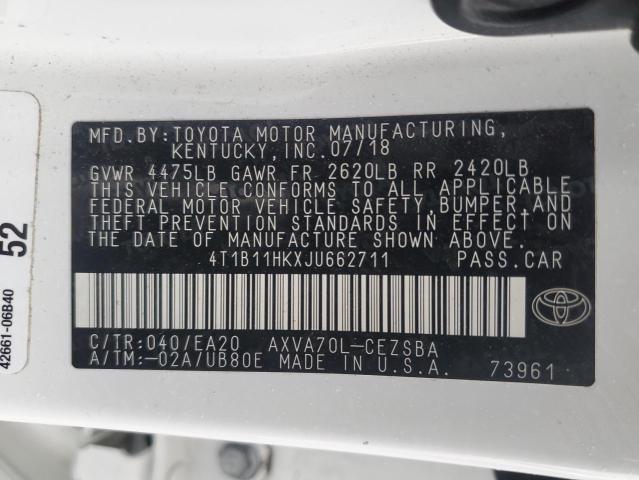 MFD.BY:TOYOTA MOTOR MANUFACTURING,
KENTUCKY,INC. 07/18
GVWR 4475LB GAWR FR 2620LB RR 2420LB
THIS VEHICLE CONFORMS TO ALL APPLICABLE
FEDERAL MOTOR VEHICLE SAFETY, BUMPER, AND
THEFT PREVENTION STANDARDS IN EFFECT ON
THE DATE OF MANUFACTURE SHOWN ABOVE.
4T1B11HKXJU662711 PASS.CAR
C/TR:040/EA20 AXVA70L-CEZSBA
A/TM:-02A/UB80E MADE IN U.S.A.
73961
42661-06B40
52